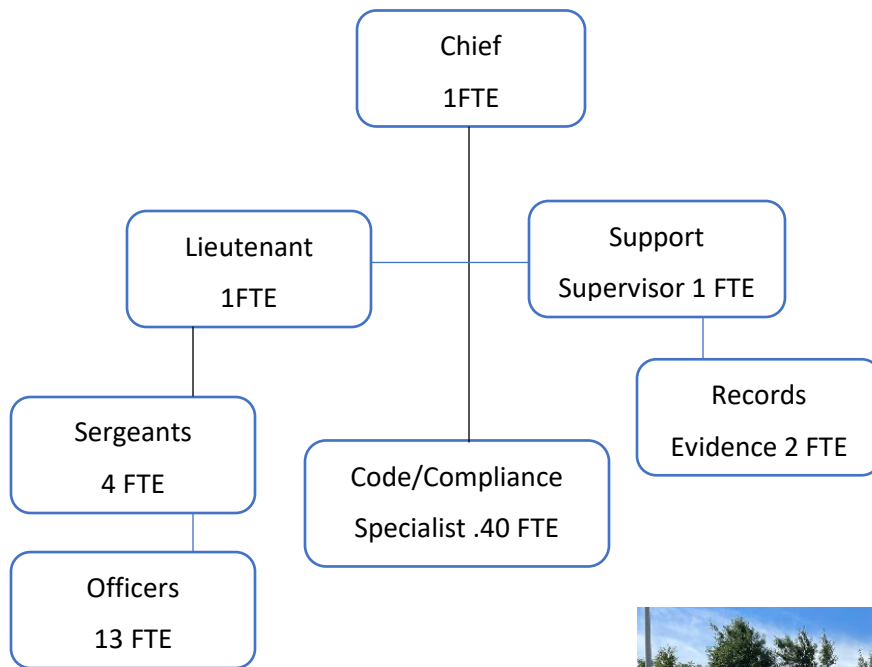 Chief
1FTE
Lieutenant
1FTE
Support
Supervisor 1 FTE
Records
Evidence 2 FTE
Sergeants
4 FTE
Code/Compliance
Specialist .40 FTE
Officers
13 FTE